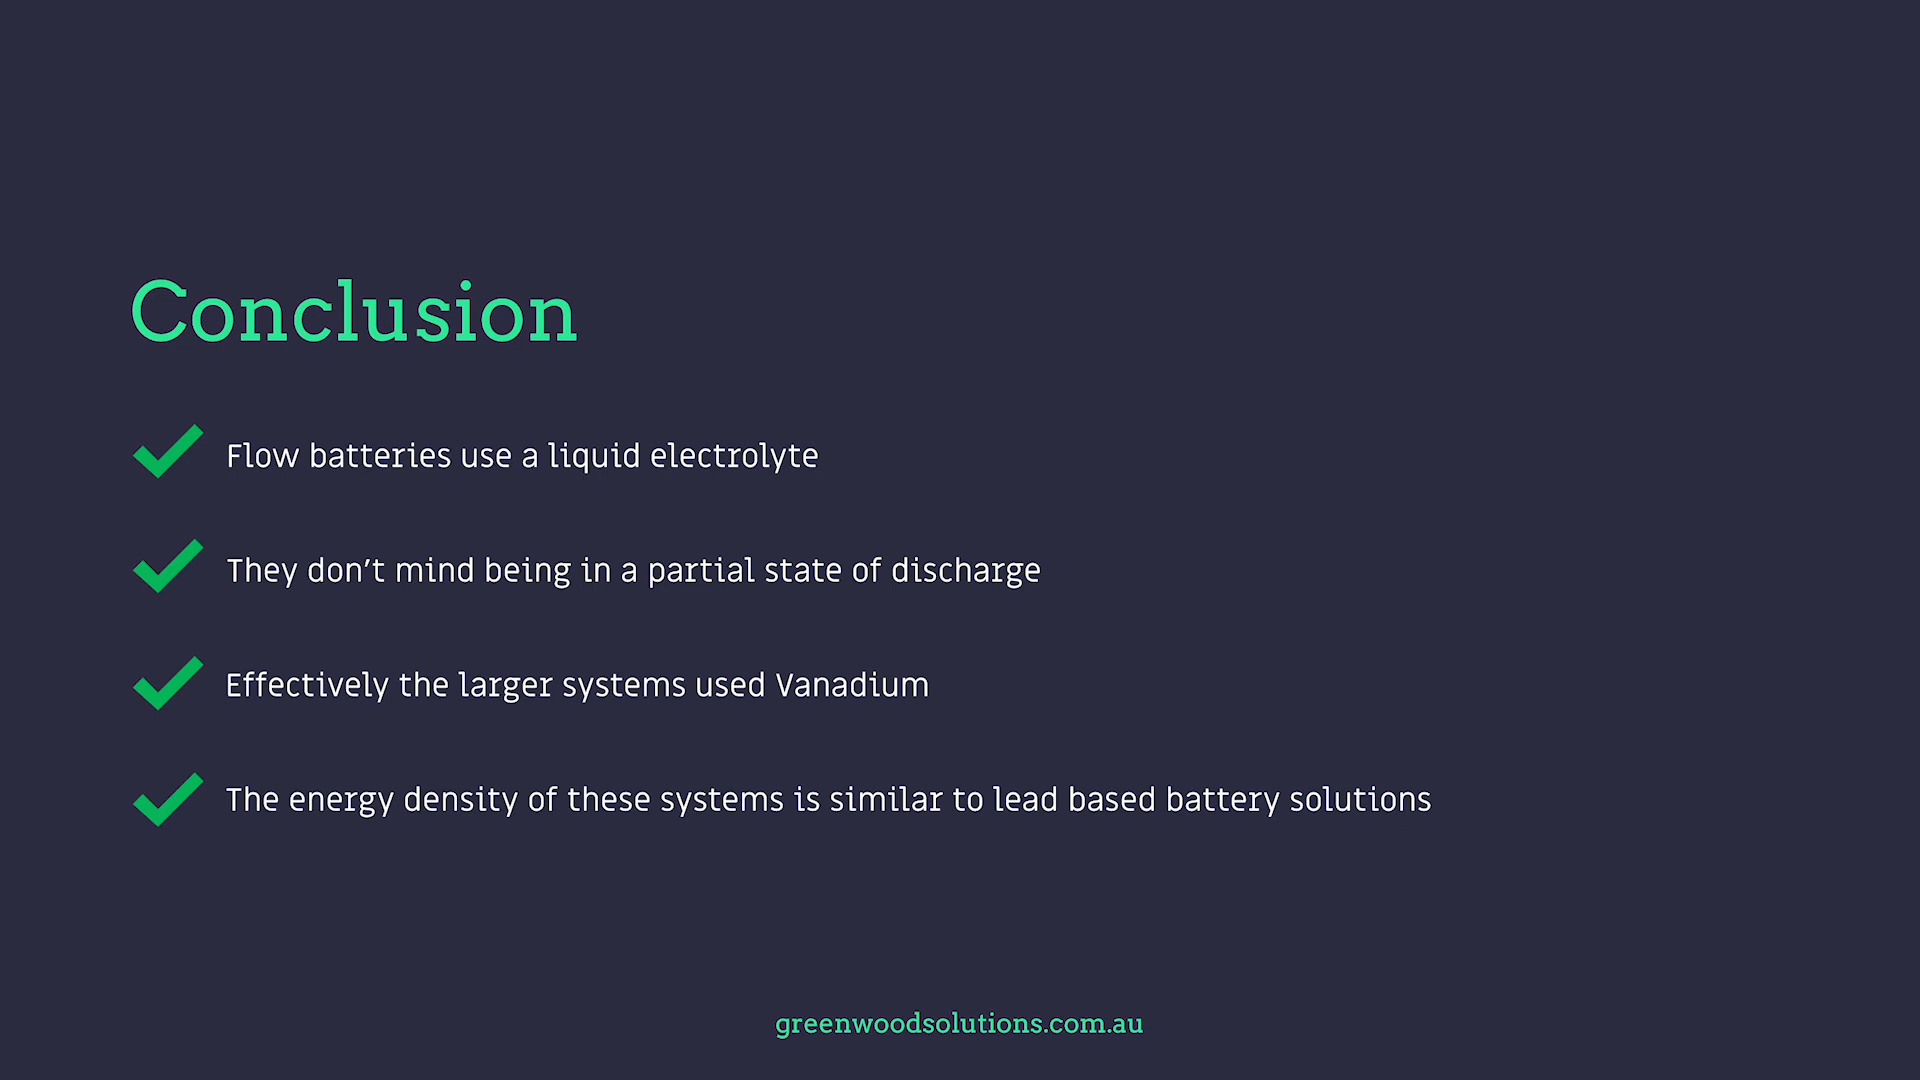 Conclusion
Flow batteries use a liquid electrolyte
They don’t mind being in a partial state of discharge
Effectively the larger systems used Vanadium
The energy density of these systems is similar to lead based battery solutions
greenwoodsolutions.com.au